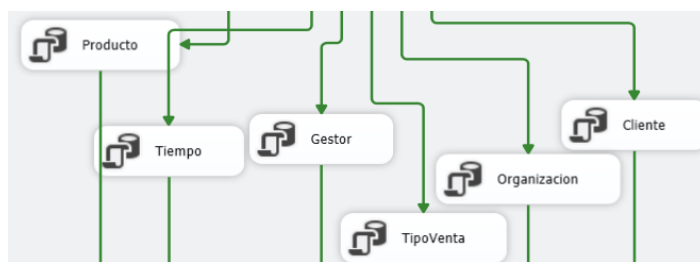 Producto
Tiempo
Gestor
TipoVenta
Organizacion
Cliente